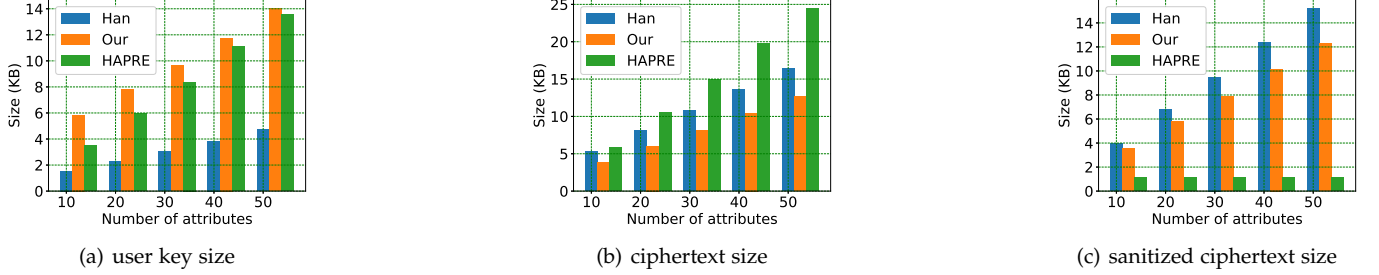 14
12
10
8
6
4
2
0
Size (KB)
Han
Our
HAPRE
10 20 30 40 50
Number of attributes
(a) user key size
25
20
15
10
5
0
Size (KB)
Han
Our
HAPRE
10 20 30 40 50
Number of attributes
(b) ciphertext size
14
12
10
8
6
4
2
0
Size (KB)
Han
Our
HAPRE
10 20 30 40 50
Number of attributes
(c) sanitized ciphertext size